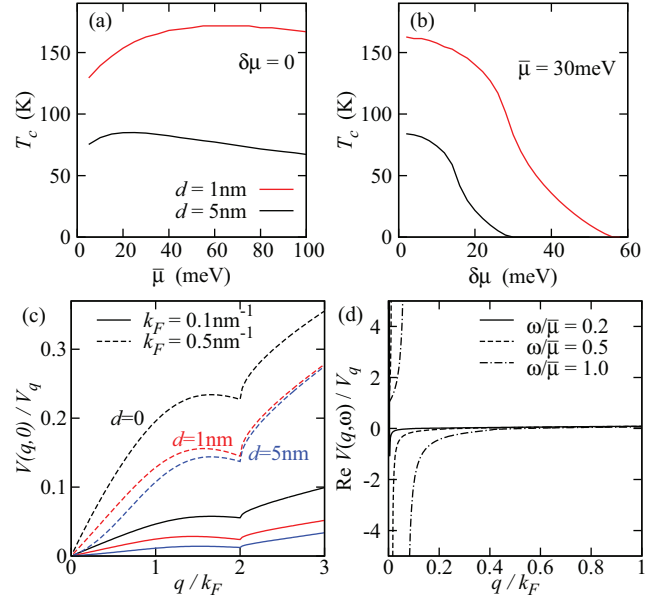 (a)
δμ = 0
T_c (K)
150
100
50
0
d = 1nm
d = 5nm
0 20 40 60 80 100
μ̄ (meV)
(b)
μ̄ = 30meV
T_c (K)
150
100
50
0
0 20 40 60
δμ (meV)
(c)
k_F = 0.1nm⁻¹
k_F = 0.5nm⁻¹
V(q,0) / V_q
0.3
0.2
0.1
0
d=0
d=1nm
d=5nm
0 1 2 3
q / k_F
(d)
ω/μ̄ = 0.2
ω/μ̄ = 0.5
ω/μ̄ = 1.0
Re V(q,ω) / V_q
4
2
0
-2
-4
0 0.2 0.4 0.6 0.8 1
q / k_F